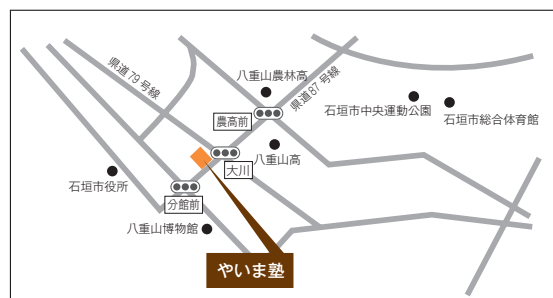 八重山農林高
県道79号線
県道87号線
石垣市中央運動公園
石垣市総合体育館
農高前
八重山高
大川
石垣市役所
分館前
八重山博物館
やいま塾